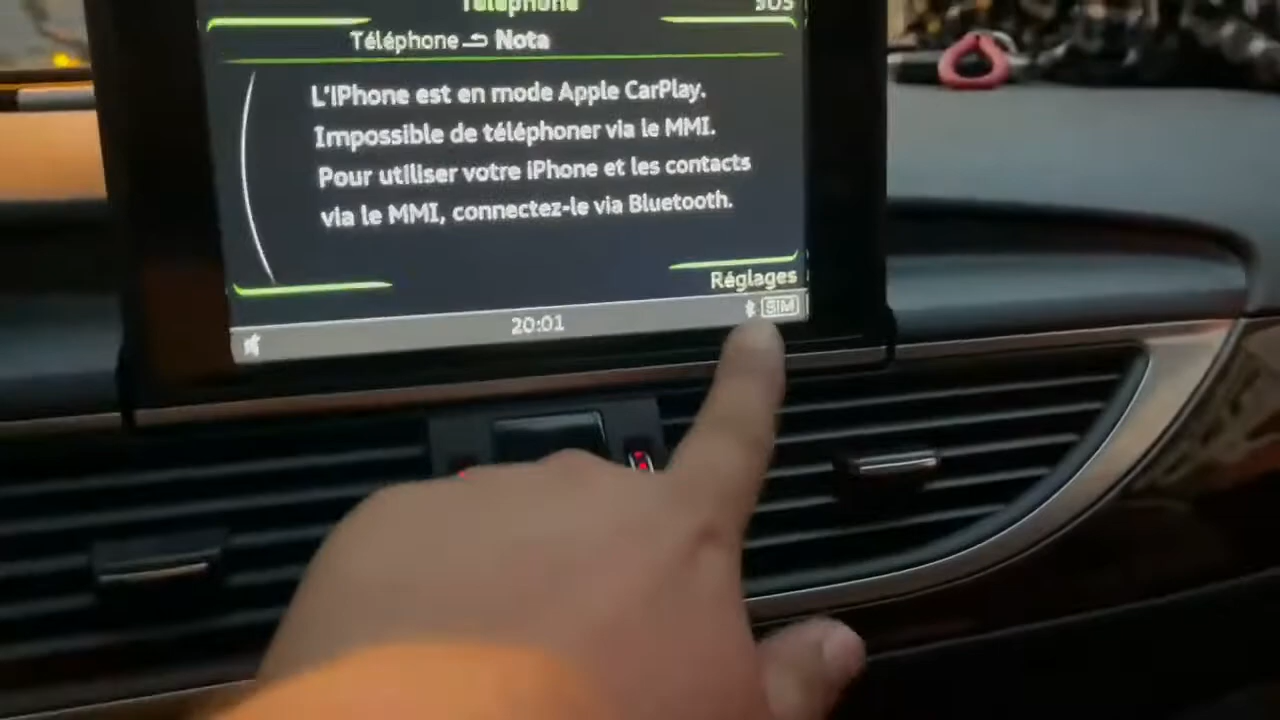 Téléphone
SOS
Téléphone Nota
L'iPhone est en mode Apple CarPlay.
Impossible de téléphoner via le MMI.
Pour utiliser votre iPhone et les contacts
via le MMI, connectez-le via Bluetooth.
Réglages
20:01
SIM